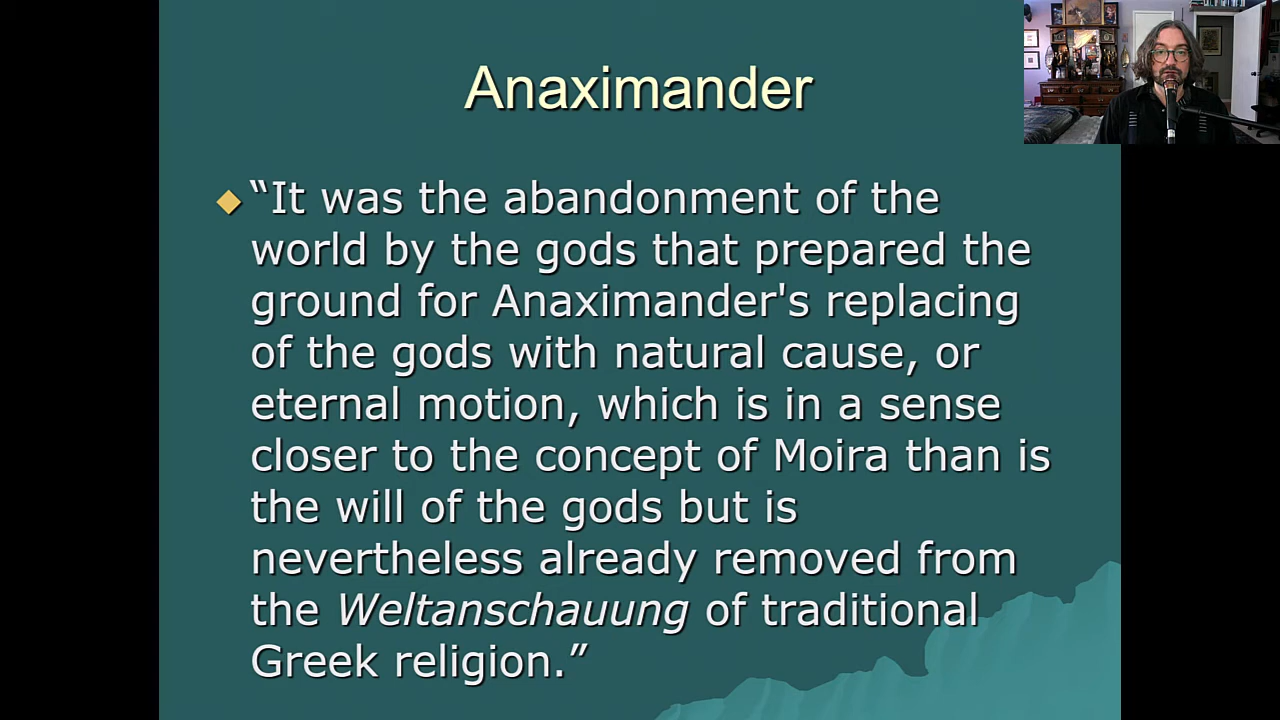 Anaximander
“It was the abandonment of the
world by the gods that prepared the
ground for Anaximander's replacing
of the gods with natural cause, or
eternal motion, which is in a sense
closer to the concept of Moira than is
the will of the gods but is
nevertheless already removed from
the Weltanschauung of traditional
Greek religion.”